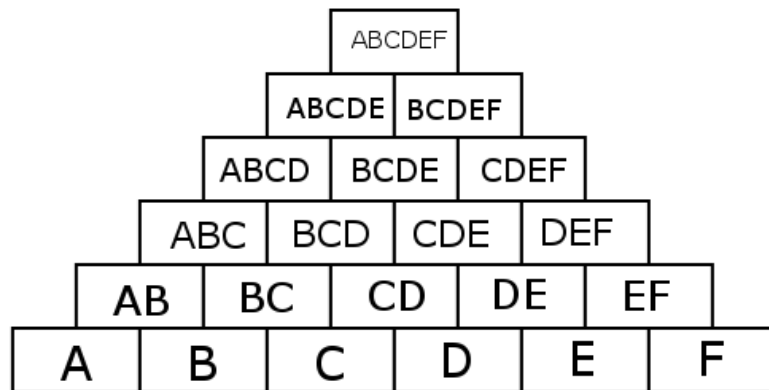 ABCDEF
ABCDE BCDEF
ABCD BCDE CDEF
ABC BCD CDE DEF
AB BC CD DE EF
A B C D E F